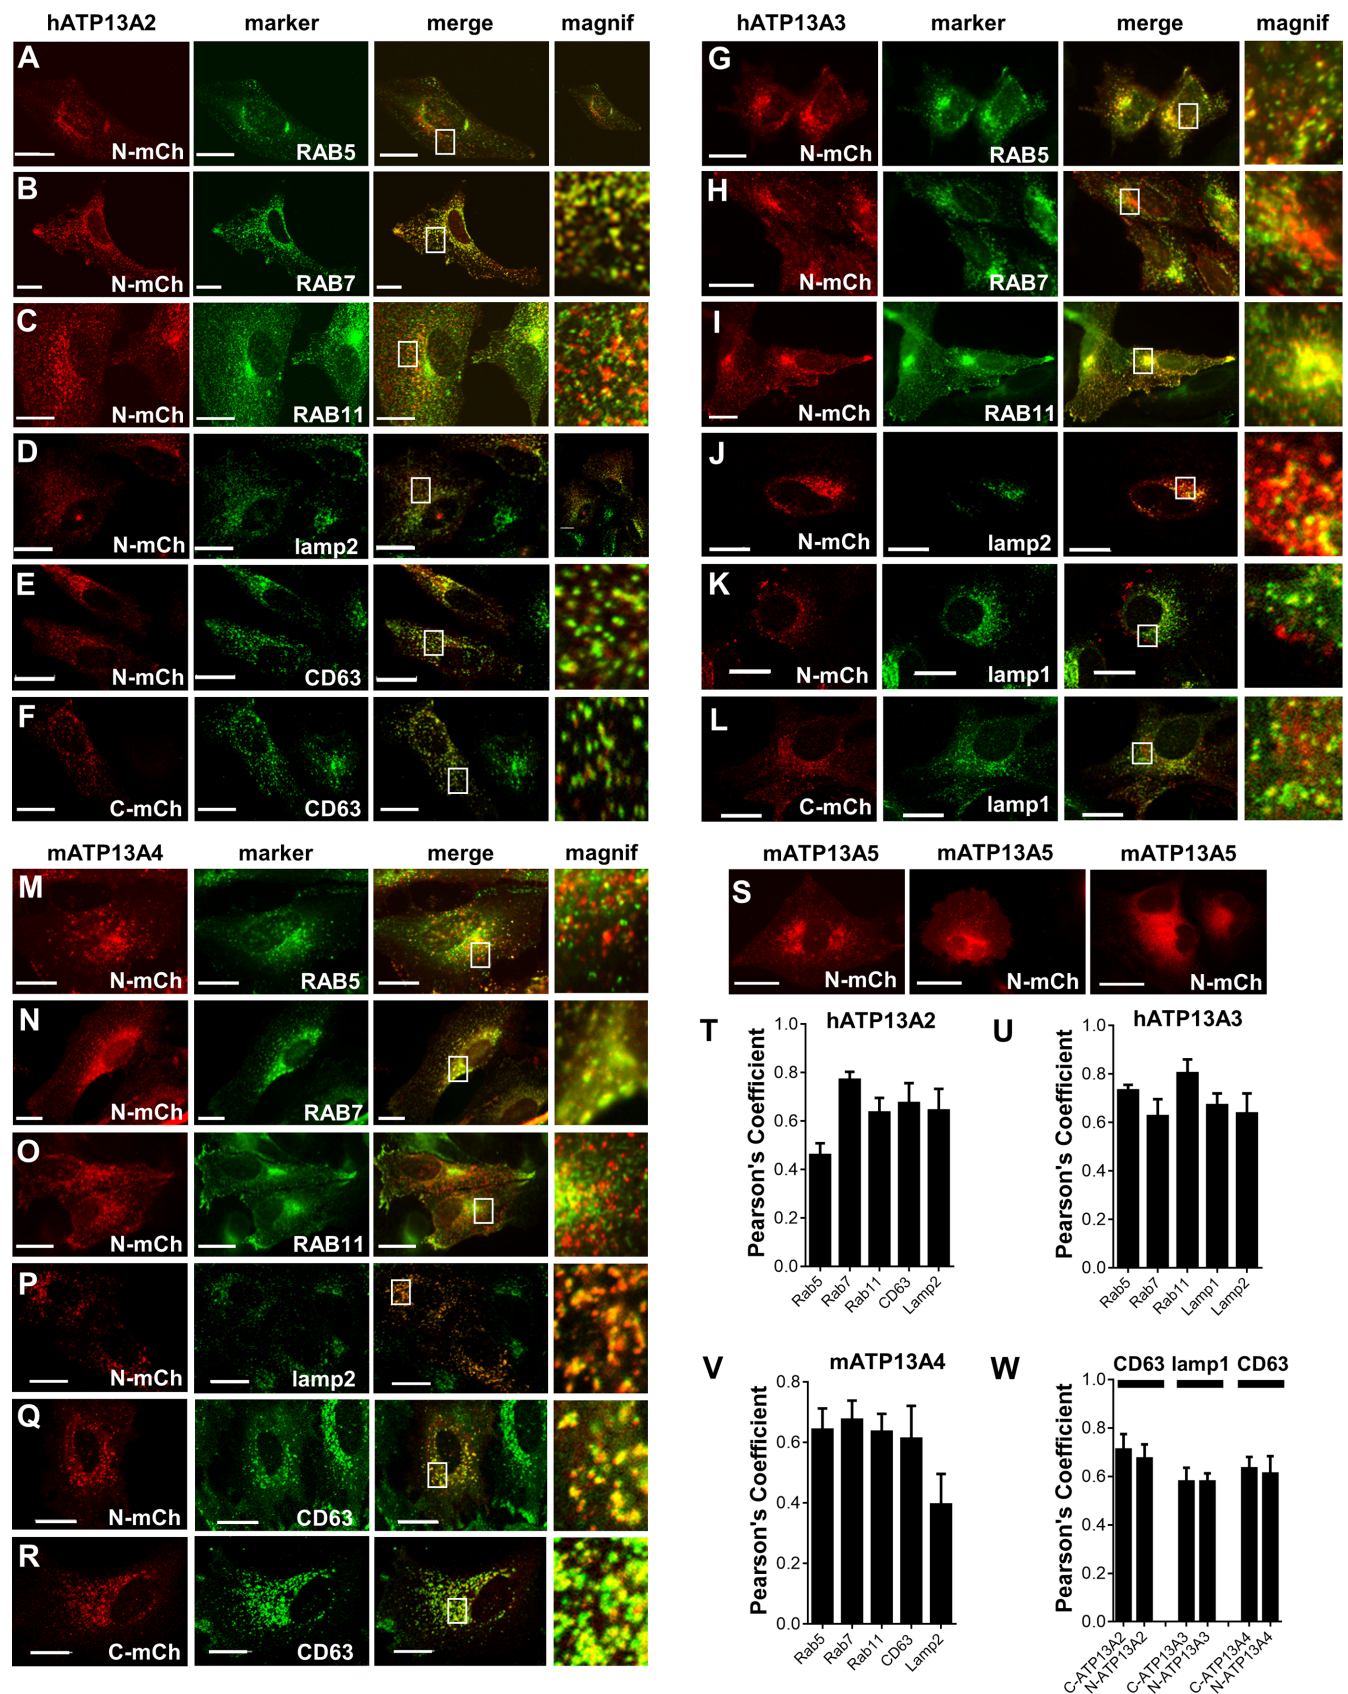 hATP13A2 marker merge magnif
A N-mCh RAB5
B N-mCh RAB7
C N-mCh RAB11
D N-mCh lamp2
E N-mCh CD63
F C-mCh CD63
hATP13A3 marker merge magnif
G N-mCh RAB5
H N-mCh RAB7
I N-mCh RAB11
J N-mCh lamp2
K N-mCh lamp1
L C-mCh lamp1
mATP13A4 marker merge magnif
M N-mCh RAB5
N N-mCh RAB7
O N-mCh RAB11
P N-mCh lamp2
Q N-mCh CD63
R C-mCh CD63
mATP13A5 mATP13A5 mATP13A5
S N-mCh N-mCh N-mCh
T hATP13A2
Pearson's Coefficient
1.0
0.8
0.6
0.4
0.2
0.0
Rab5 Rab7 Rab11 CD63 Lamp2
U hATP13A3
Pearson's Coefficient
1.0
0.8
0.6
0.4
0.2
0.0
Rab5 Rab7 Rab11 Lamp1 Lamp2
V mATP13A4
Pearson's Coefficient
0.8
0.6
0.4
0.2
0.0
Rab5 Rab7 Rab11 CD63 Lamp2
W CD63 lamp1 CD63
Pearson's Coefficient
1.0
0.8
0.6
0.4
0.2
0.0
C-ATP13A2 N-ATP13A2 C-ATP13A3 N-ATP13A3 C-ATP13A4 N-ATP13A4